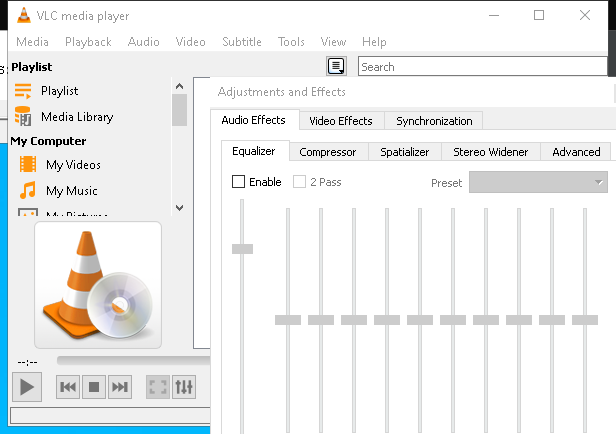 VLC media player
Media Playback Audio Video Subtitle Tools View Help
Playlist
Search
Playlist
Media Library
My Computer
My Videos
My Music
My Pictures
--:--
Adjustments and Effects
Audio Effects Video Effects Synchronization
Equalizer Compressor Spatializer Stereo Widener Advanced
Enable 2 Pass Preset